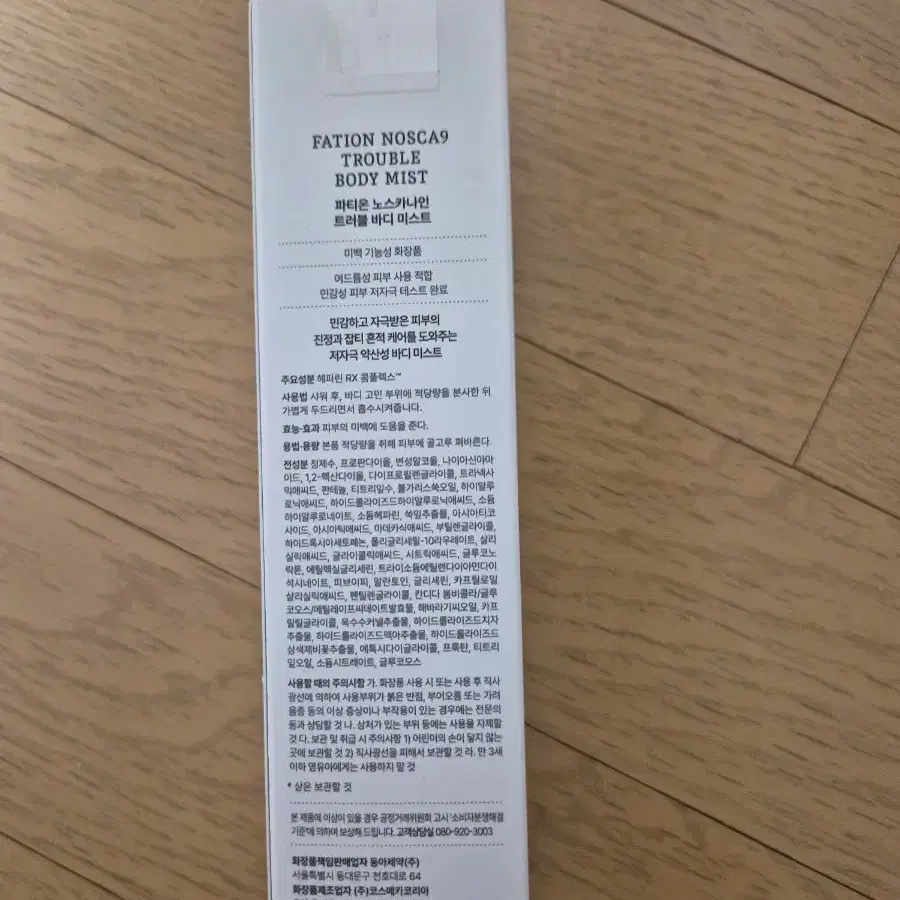 FATION NOSCA9
TROUBLE
BODY MIST
파티온 노스카나인
트러블 바디 미스트
미백 기능성 화장품
여드름성 피부 사용 적합
민감성 피부 저자극 테스트 완료
민감하고 자극받은 피부의
진정과 잡티 흔적 케어를 도와주는
저자극 약산성 바디 미스트
주요성분 헤파린 RX 콤플렉스™
사용법 샤워 후, 바디 고민 부위에 적당량을 분사한 뒤
가볍게 두드리면서 흡수시켜줍니다.
효능·효과 피부의 미백에 도움을 준다.
용법·용량 본품 적당량을 취해 피부에 골고루 펴바른다.
전성분 정제수, 프로판다이올, 변성알코올, 나이아신아마
이드, 1,2-헥산다이올, 다이프로필렌글라이콜, 트라넥사
믹애씨드, 판테놀, 티트리잎수, 불가리스쑥오일, 하이알루
로닉애씨드, 하이드롤라이즈드하이알루로닉애씨드, 소듐
하이알루로네이트, 소듐헤파린, 쑥잎추출물, 아시아티코
사이드, 아시아틱애씨드, 마데카식애씨드, 부틸렌글라이콜,
하이드록시아세토페논, 폴리글리세릴-10라우레이트, 살리
실릭애씨드, 글라이콜릭애씨드, 시트릭애씨드, 글루코노
락톤, 에틸헥실글리세린, 트라이소듐에틸렌다이아민다이
석시네이트, 피브이피, 알란토인, 글리세린, 카프릴로일
살리실릭애씨드, 펜틸렌글라이콜, 칸디다 봄비콜라/글루
코오스/메틸레이프씨데이트발효물, 해바라기씨오일, 카프
릴릴글라이콜, 옥수수커넬추출물, 하이드롤라이즈드치자
추출물, 하이드롤라이즈드맥아추출물, 하이드롤라이즈드
삼색제비꽃추출물, 에톡시다이글라이콜, 프룩탄, 티트리
잎오일, 소듐시트레이트, 글루코오스
사용할 때의 주의사항 가. 화장품 사용 시 또는 사용 후 직사
광선에 의하여 사용부위가 붉은 반점, 부어오름 또는 가려
움증 등의 이상 증상이나 부작용이 있는 경우에는 전문의
등과 상담할 것 나. 상처가 있는 부위 등에는 사용을 자제할
것 다. 보관 및 취급 시 주의사항 1) 어린이의 손이 닿지 않는
곳에 보관할 것 2) 직사광선을 피해서 보관할 것 라. 만 3세
이하 영유아에게는 사용하지 말 것
* 상온 보관할 것
본 제품에 이상이 있을 경우 공정거래위원회 고시 '소비자분쟁해결
기준'에 의하여 보상해 드립니다. 고객상담실 080-920-3003
화장품책임판매업자 동아제약(주)
서울특별시 동대문구 천호대로 64
화장품제조업자 (주)코스메카코리아